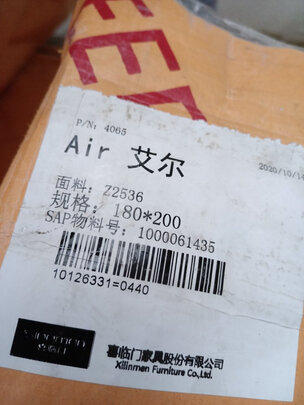 P/N: 4065
Air 艾尔
2020/10/14
面料: Z2536
规格: 180*200
SAP物料号: 1000061435
10126331=0440
喜临门家具股份有限公司
Xilinmen Furniture Co.,Ltd.